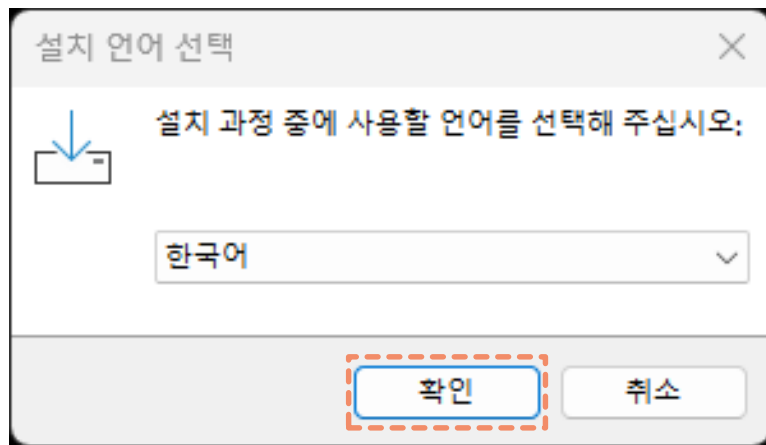 설치 언어 선택
설치 과정 중에 사용할 언어를 선택해 주십시오:
한국어
확인
취소